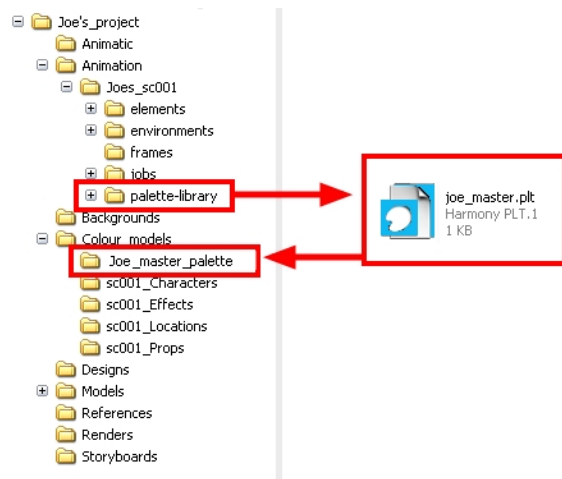 Joe's_project
Animatic
Animation
Joes_sc001
elements
environments
frames
jobs
palette-library
Backgrounds
Colour_models
Joe_master_palette
sc001_Characters
sc001_Effects
sc001_Locations
sc001_Props
Designs
Models
References
Renders
Storyboards
joe_master.plt
Harmony PLT.1
1 KB